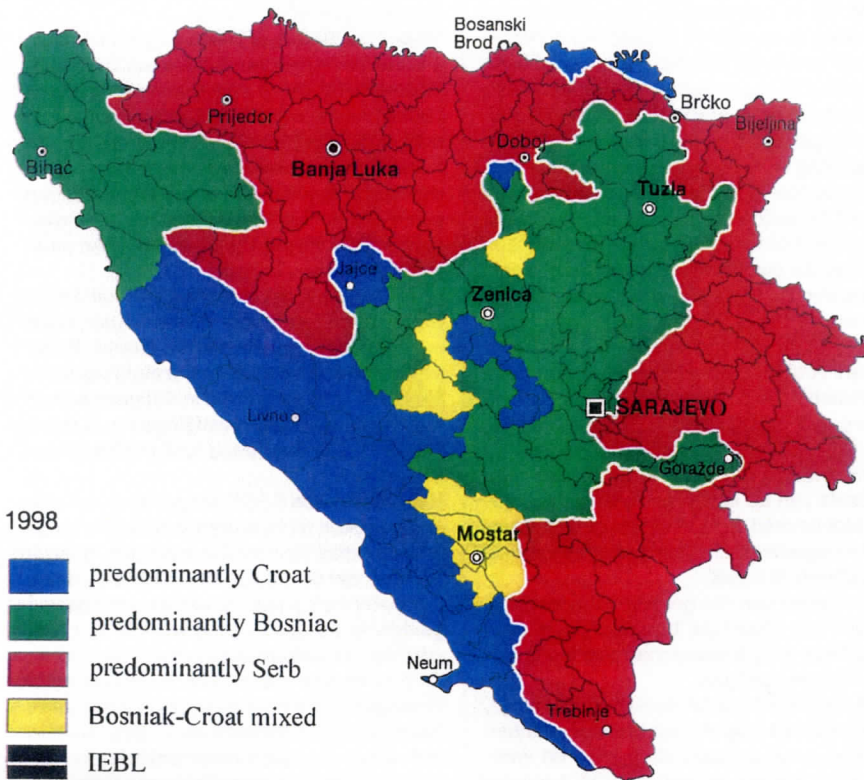 Bosanski
Brod
Brčko
Prijedor
Doboj
Bijeljina
Bihać
Banja Luka
Tuzla
Jajce
Zenica
Livno
SARAJEVO
Goražde
1998
Mostar
predominantly Croat
predominantly Bosniac
predominantly Serb
Neum
Bosniak-Croat mixed
Trebinje
IEBL